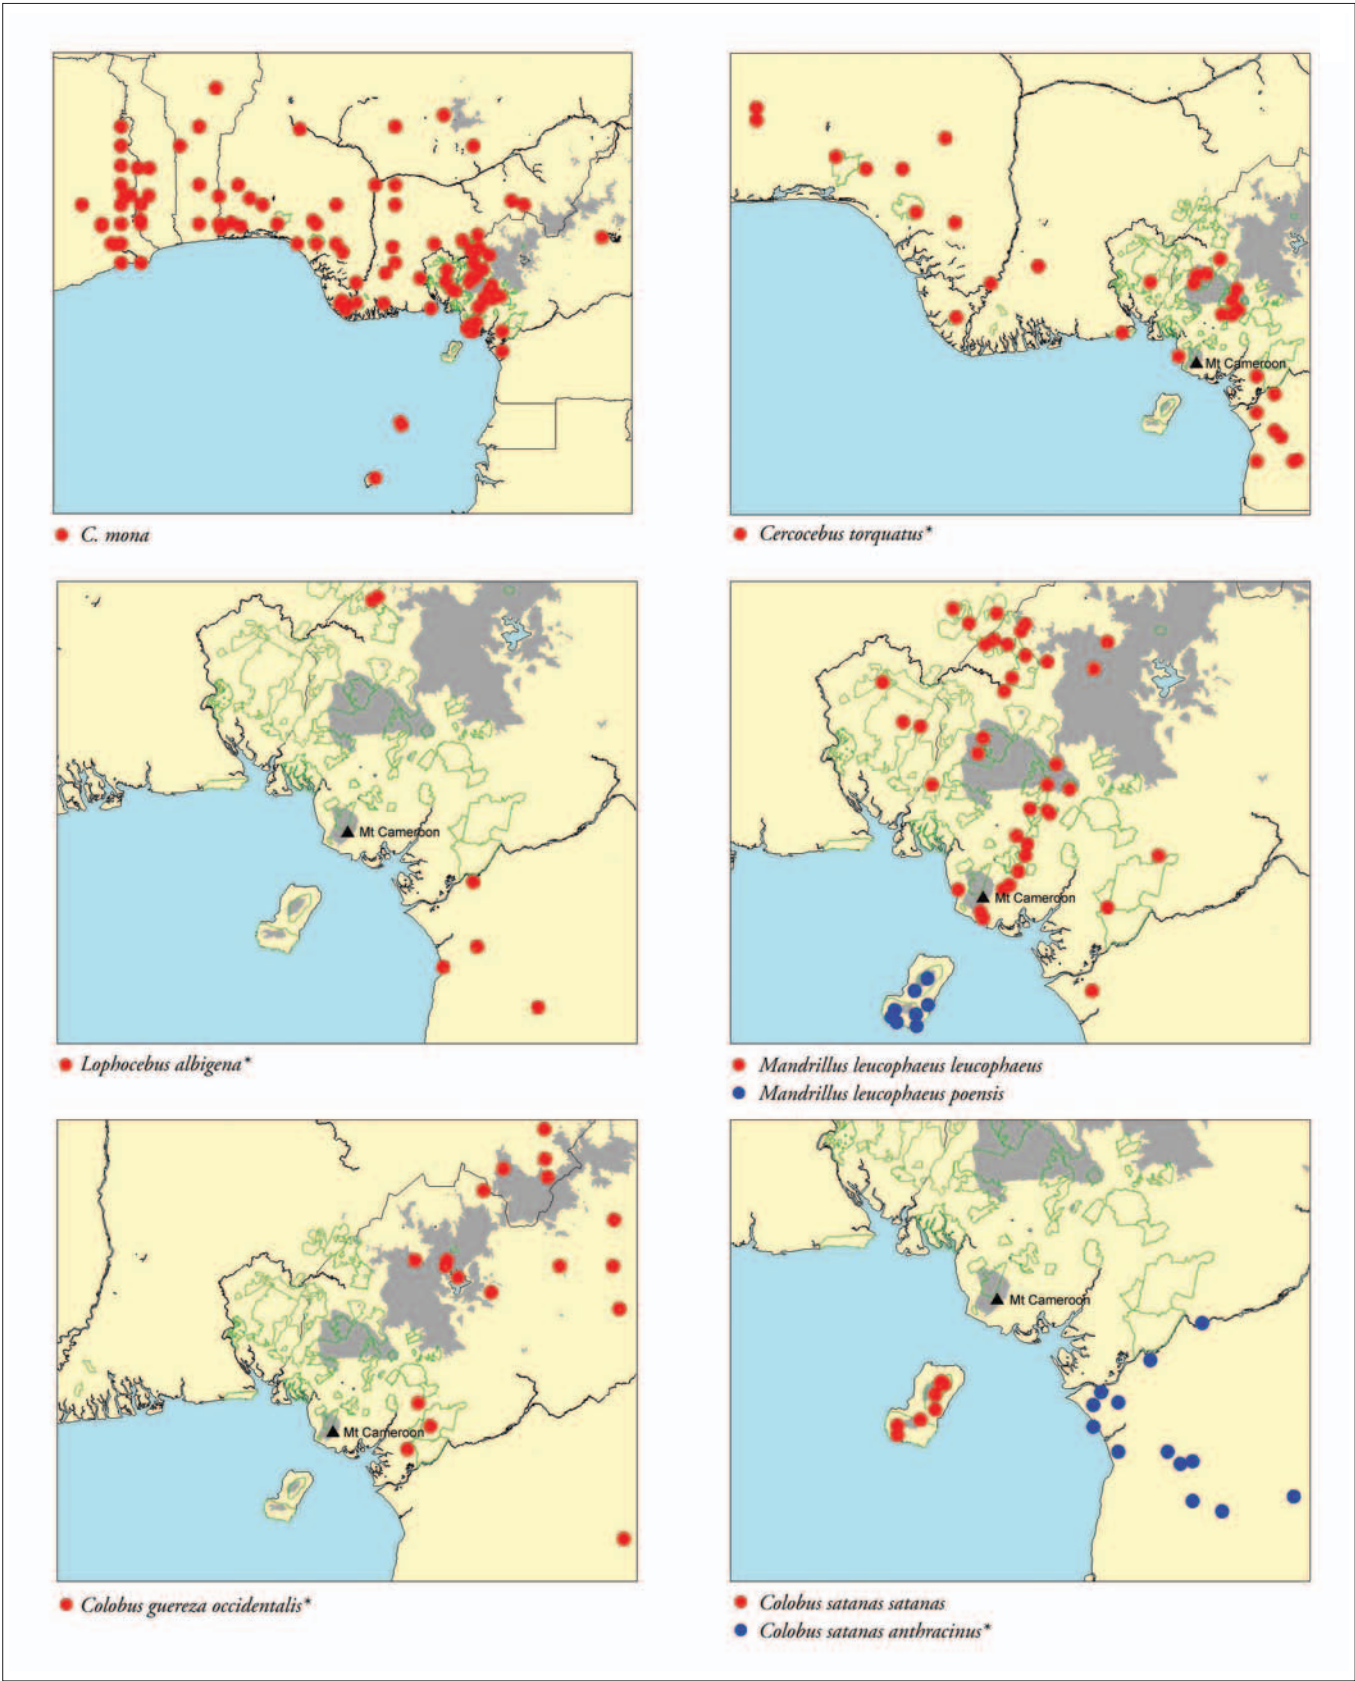 C. mona
Mt Cameroon
Cercocebus torquatus*
Mt Cameroon
Lophocebus albigena*
Mt Cameroon
Mandrillus leucophaeus leucophaeus
Mandrillus leucophaeus poensis
Mt Cameroon
Colobus guereza occidentalis*
Mt Cameroon
Colobus satanas satanas
Colobus satanas anthracinus*